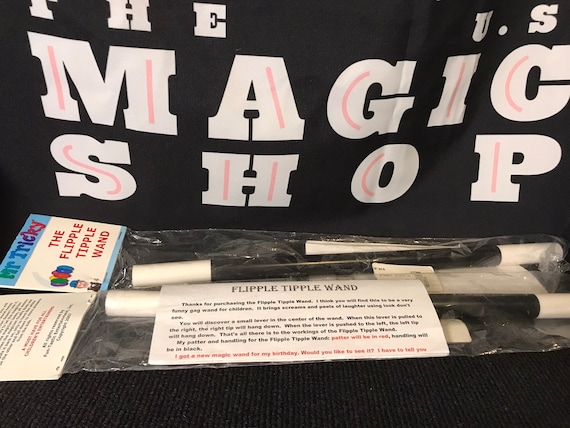 THE U.S
MAGIC
SHOP
Mr Tricky
THE
FLIPPLE
TIPPLE
WAND
FLIPPLE TIPPLE WAND
Thanks for purchasing the Flipple Tipple Wand. I think you will find this to be a very
funny gag wand for children. It brings screams and peels of laughter using look don't
see.
You will discover a small lever in the center of the wand. When this lever is pulled to
the right, the right tip will hang down. When the lever is pushed to the left, the left tip
will hang down. That's all there is to the workings of the Flipple Tipple Wand.
My patter and handling for the Flipple Tipple Wand: patter will be in red, handling will
be in black.
I got a new magic wand for my birthday. Would you like to see it? I have to tell you